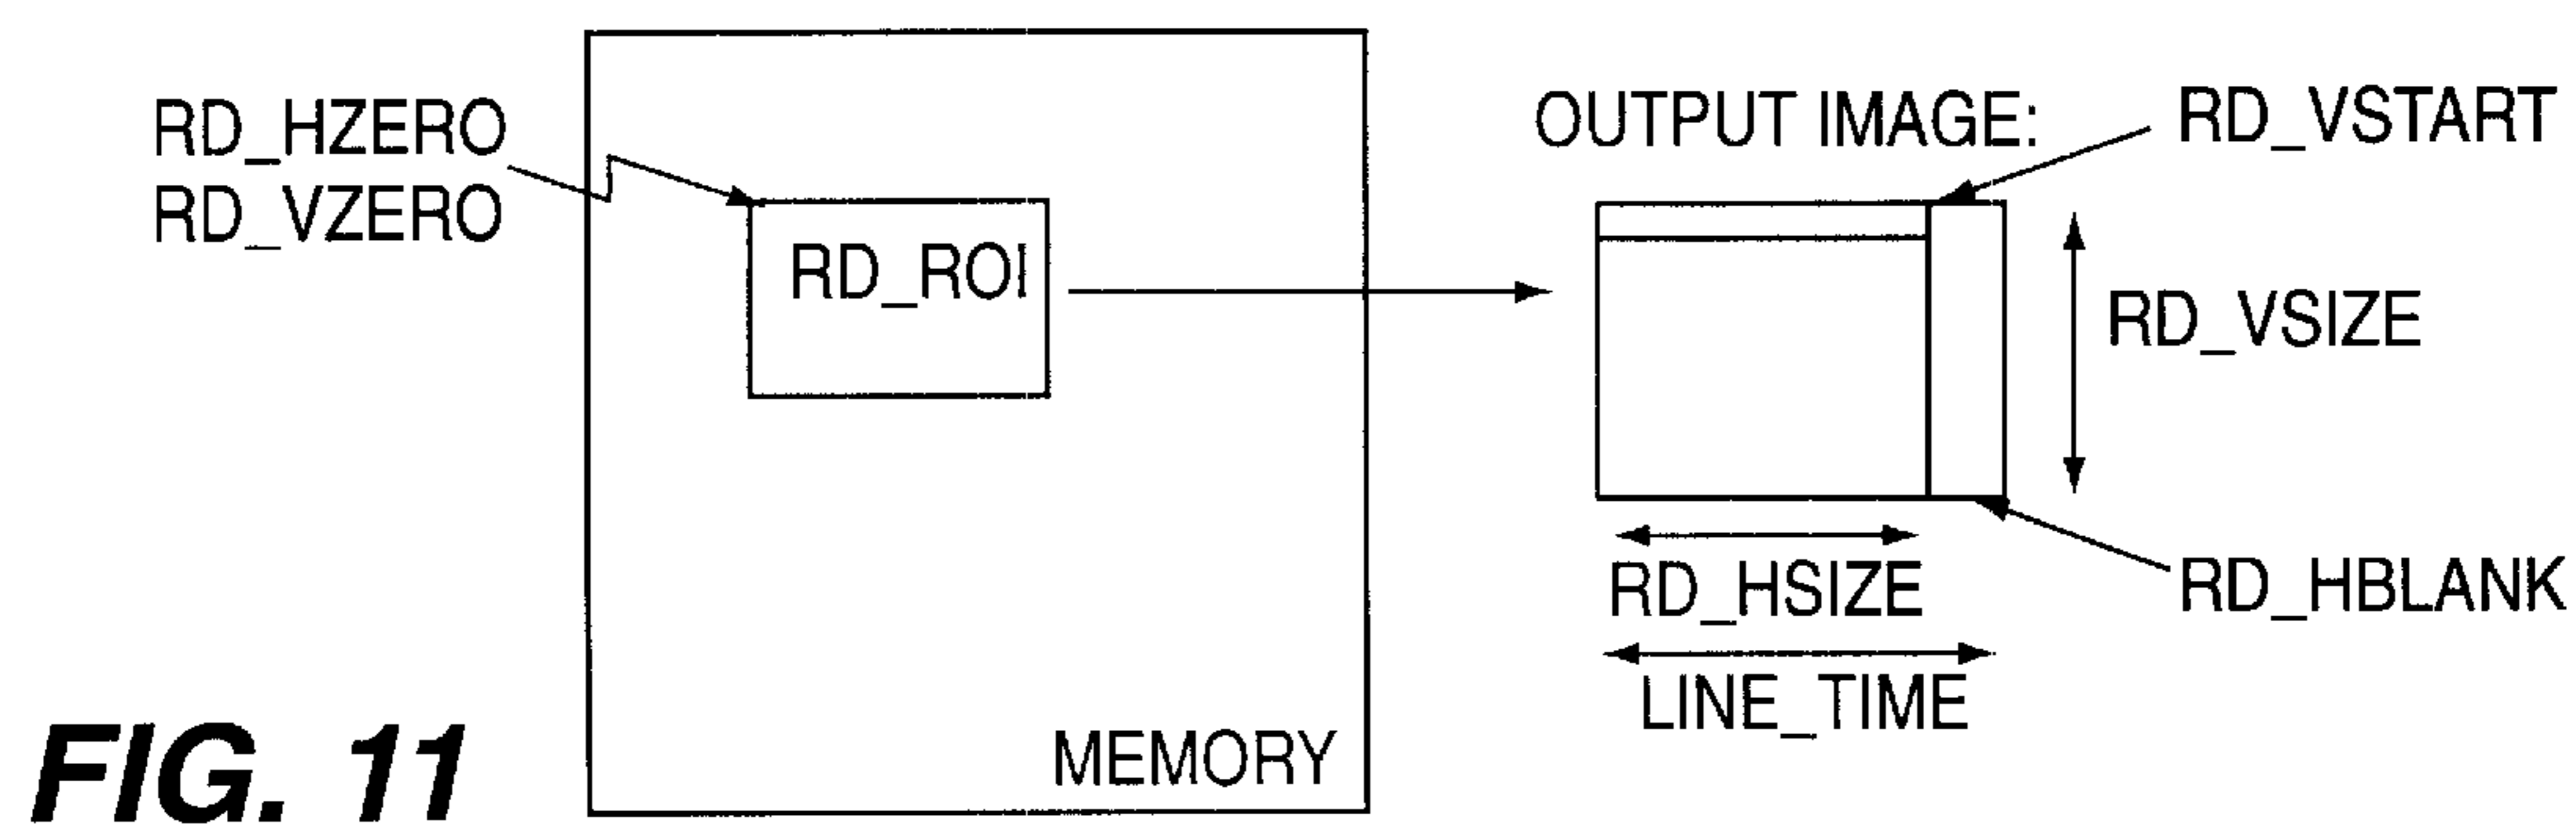 RD_HZERO
RD_VZERO
RD_ROI
MEMORY
OUTPUT IMAGE:
RD_VSTART
RD_VSIZE
RD_HSIZE
LINE_TIME
RD_HBLANK
FIG. 11